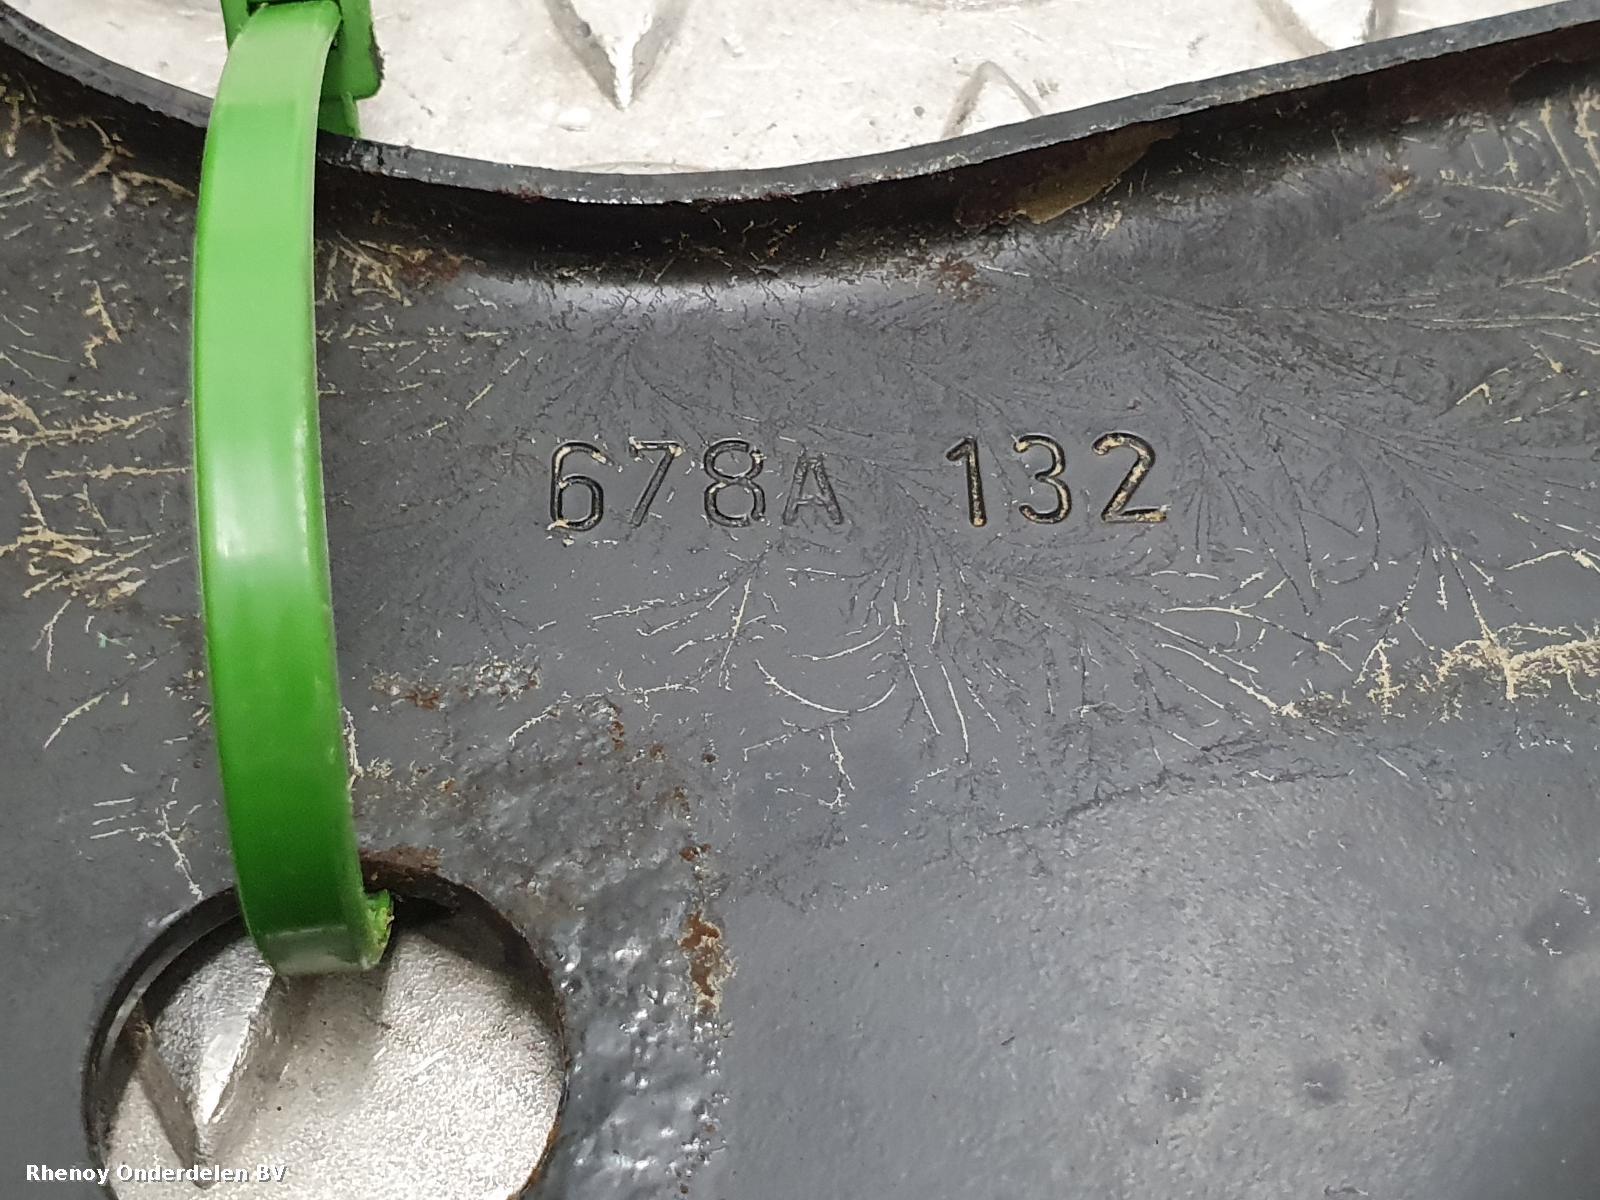 678A 132
Rhenoy Onderdelen BV